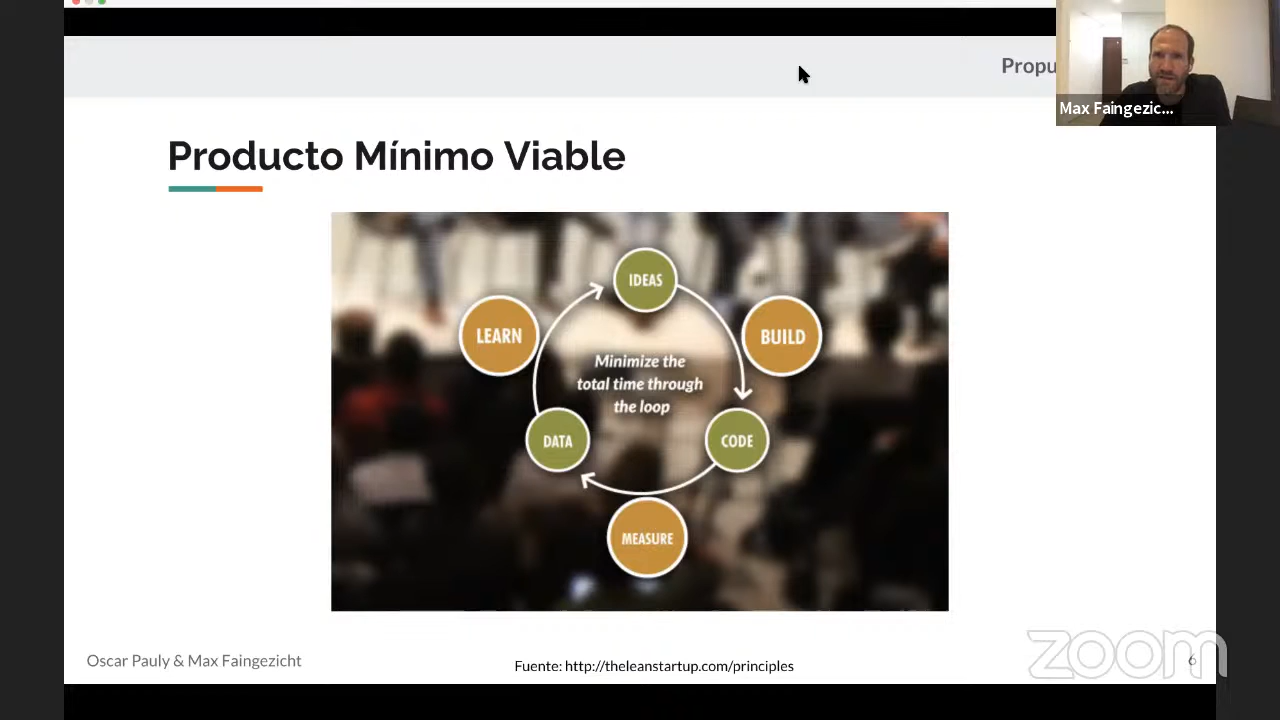 Propu
Max Faingezic...
Producto Mínimo Viable
IDEAS
LEARN
BUILD
Minimize the
total time through
the loop
DATA
CODE
MEASURE
Oscar Pauly & Max Faingezicht
Fuente: http://theleanstartup.com/principles
zoom
6